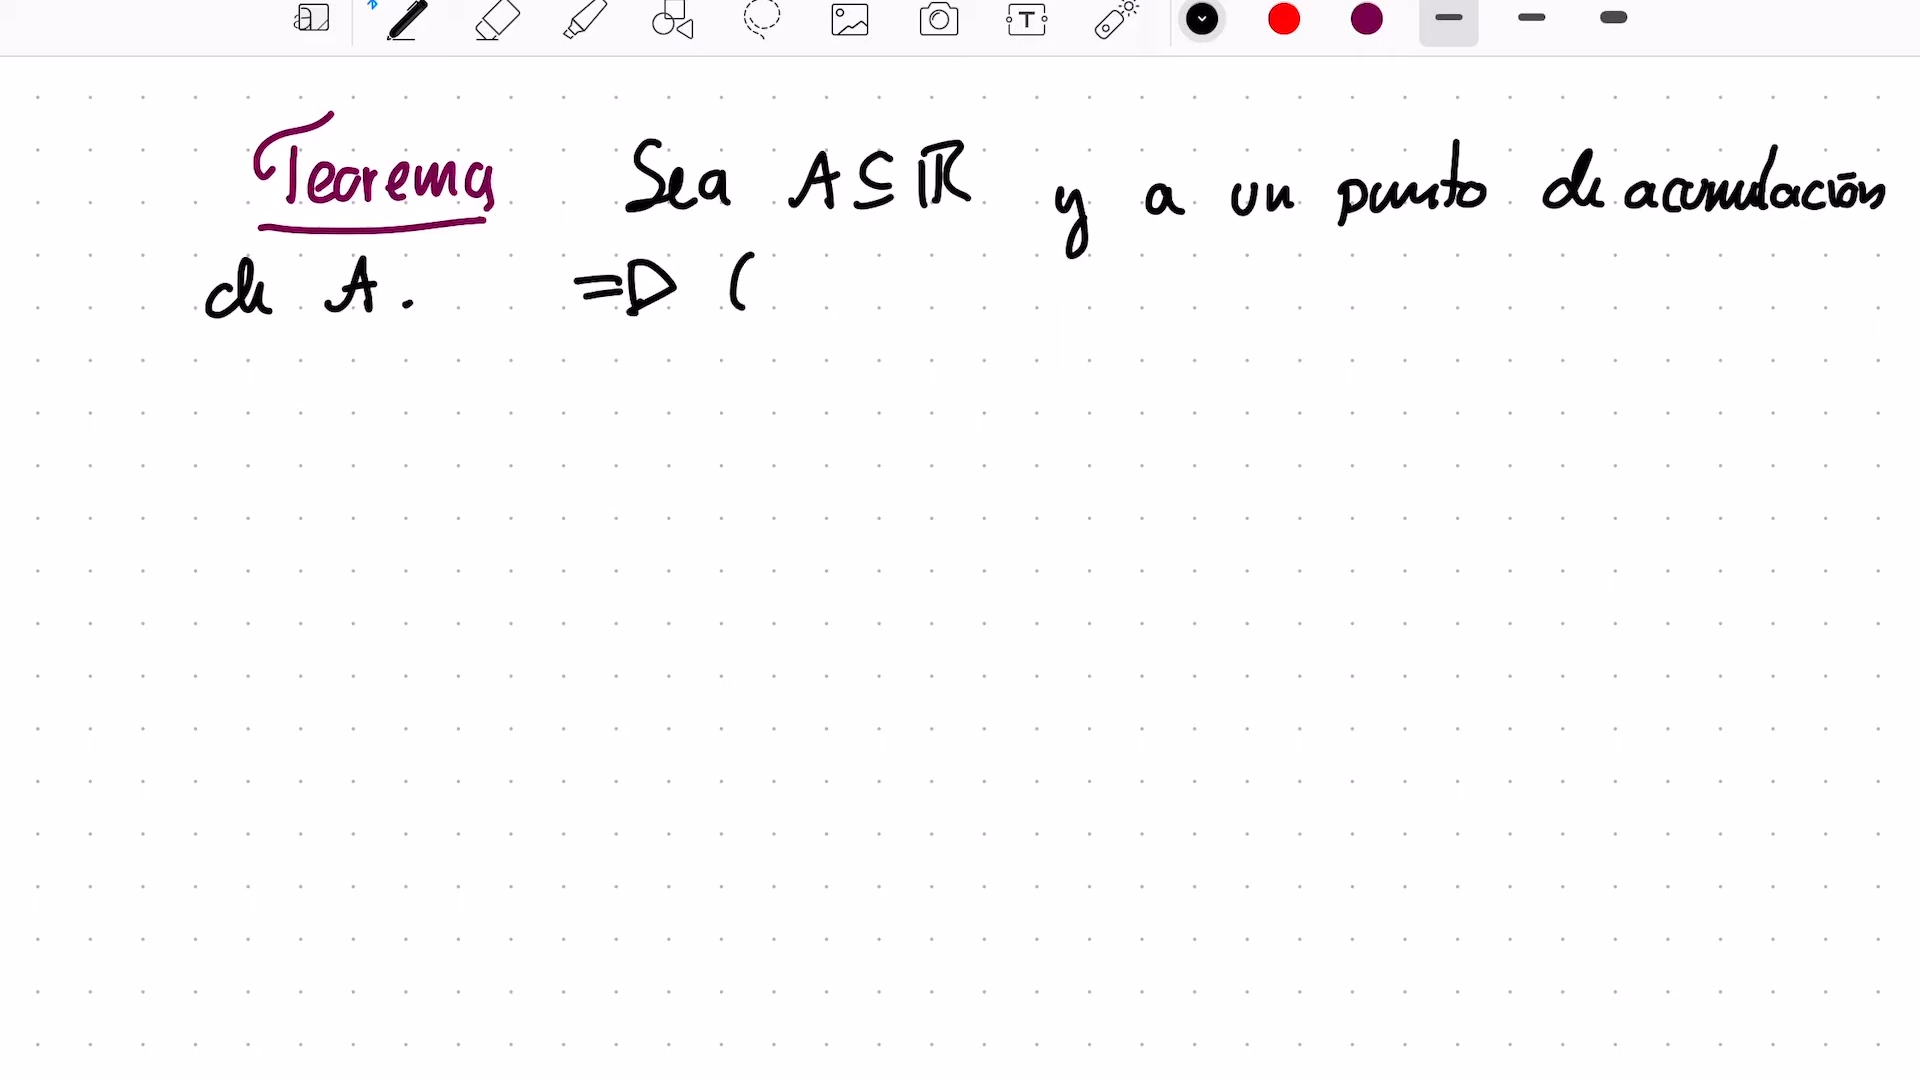 Teorema Sea A ⊆ ℝ y a un punto de acumulación
de A. ⇒ (